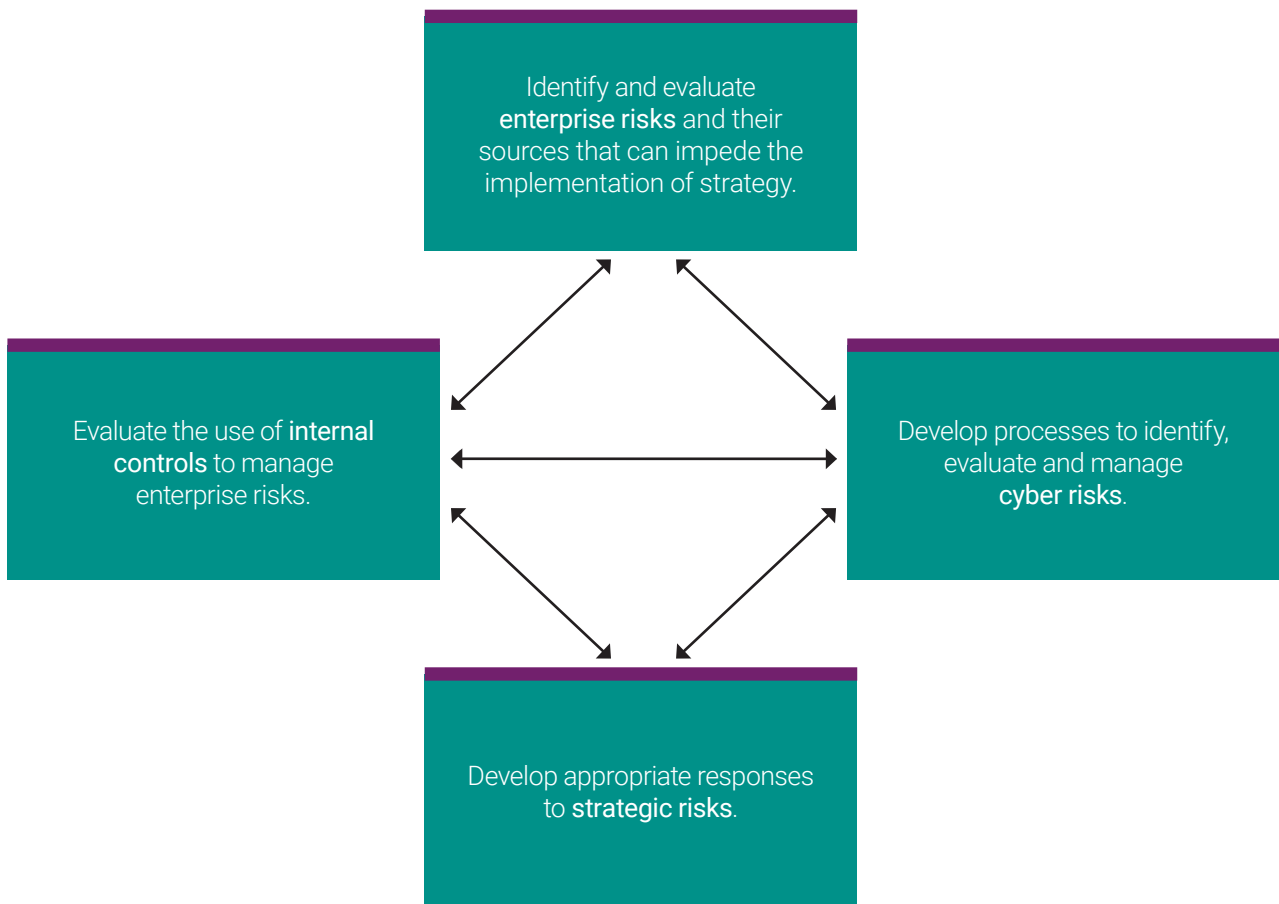 Identify and evaluate
enterprise risks and their
sources that can impede the
implementation of strategy.
Evaluate the use of internal
controls to manage
enterprise risks.
Develop processes to identify,
evaluate and manage
cyber risks.
Develop appropriate responses
to strategic risks.